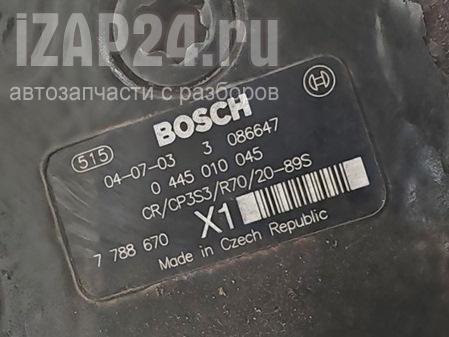 iZAP24.ru
автозапчасти с разборов
BOSCH
515
04-07-03 3 086647
0 445 010 045
CR/CP3S3/R70/20-89S
7 788 670 X1
Made in Czech Republic